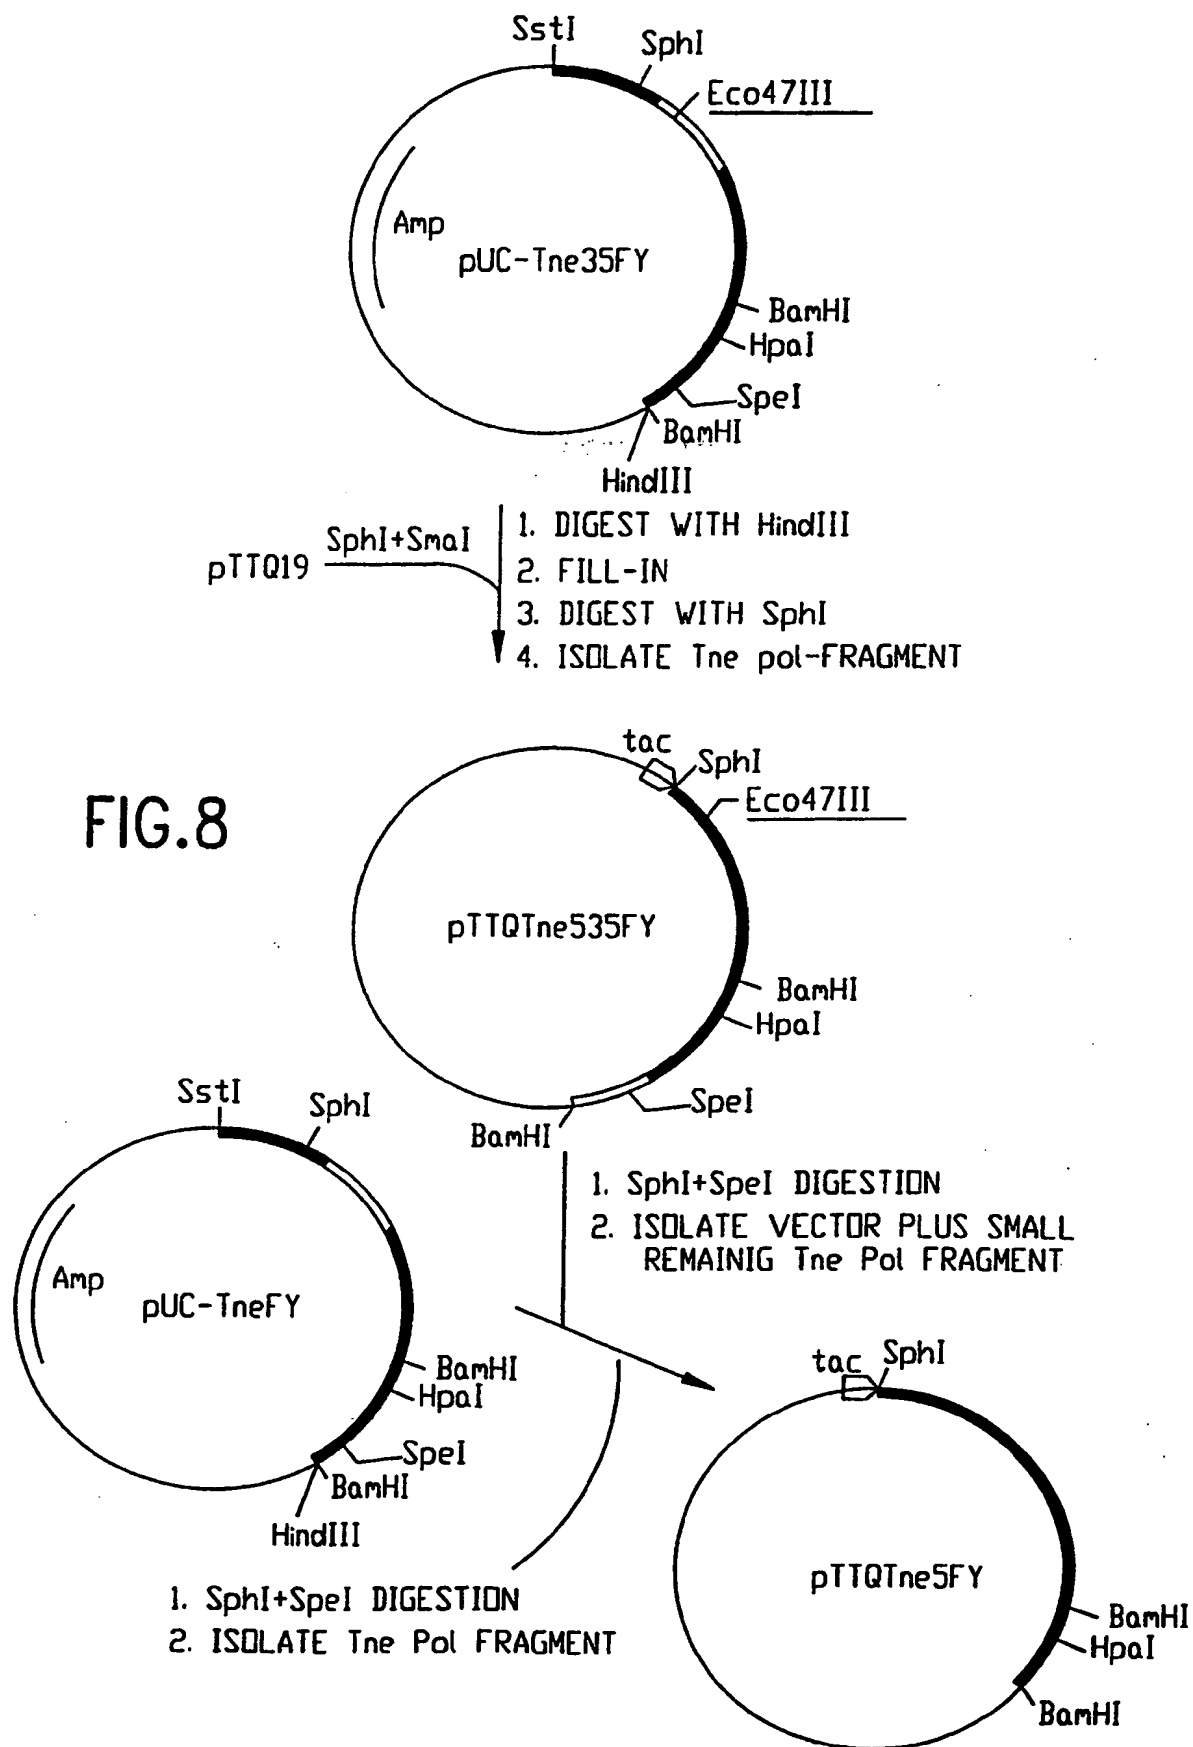 SstI
SphI
Eco47III
Amp
pUC-Tne35FY
BamHI
HpaI
SpeI
BamHI
HindIII
pTTQ19
SphI+SmaI
1. DIGEST WITH HindIII
2. FILL-IN
3. DIGEST WITH SphI
4. ISOLATE Tne pol-FRAGMENT
FIG.8
tac
SphI
Eco47III
pTTQTne535FY
BamHI
HpaI
SpeI
BamHI
1. SphI+SpeI DIGESTION
2. ISOLATE VECTOR PLUS SMALL
REMAINIG Tne Pol FRAGMENT
SstI
SphI
Amp
pUC-TneFY
BamHI
HpaI
SpeI
BamHI
HindIII
1. SphI+SpeI DIGESTION
2. ISOLATE Tne Pol FRAGMENT
tac
SphI
pTTQTne5FY
BamHI
HpaI
BamHI